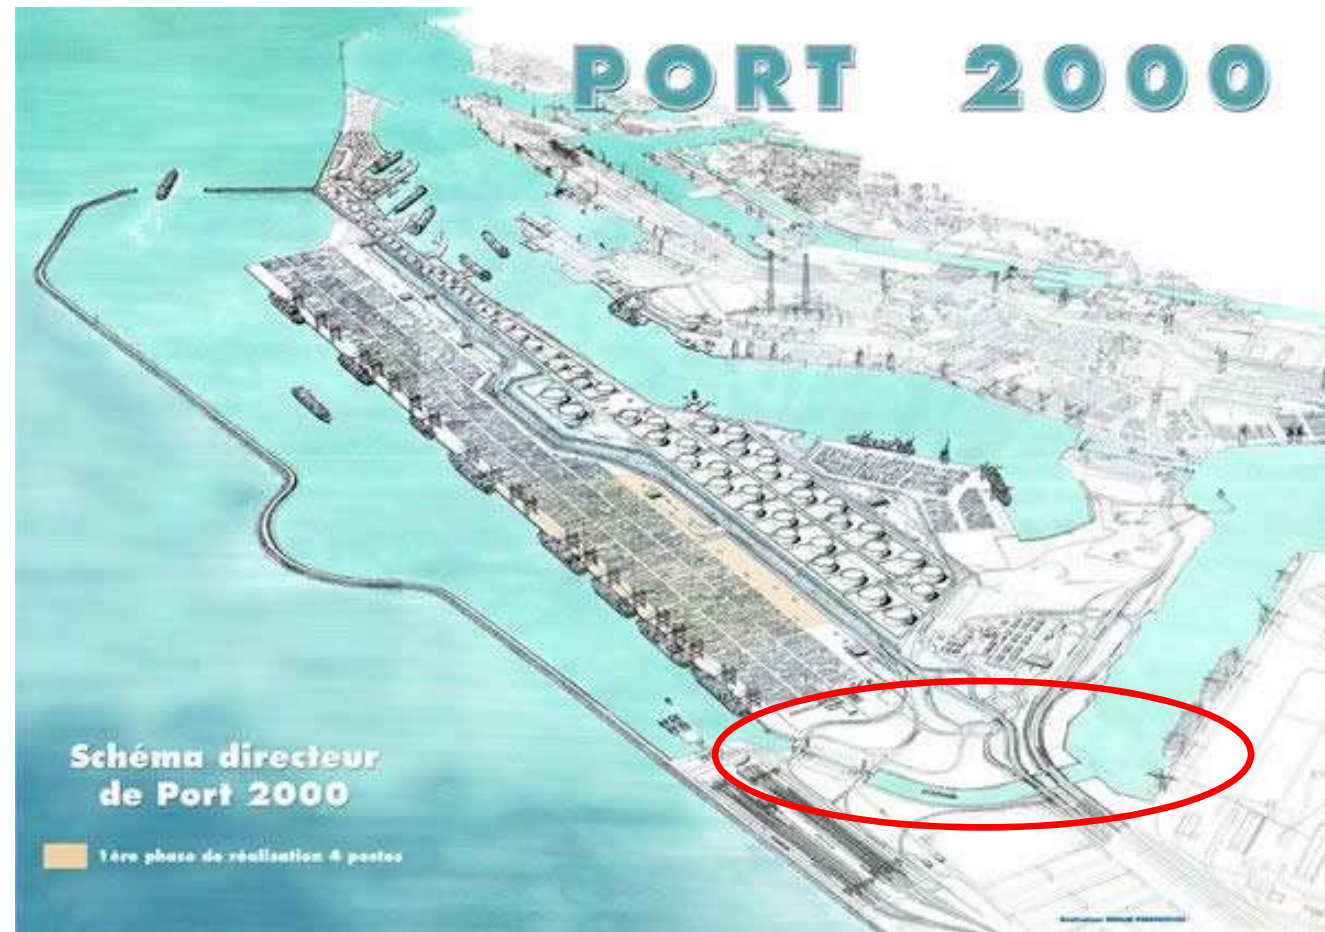 PORT 2000
Schéma directeur
de Port 2000
1ère phase de réalisation 4 postes